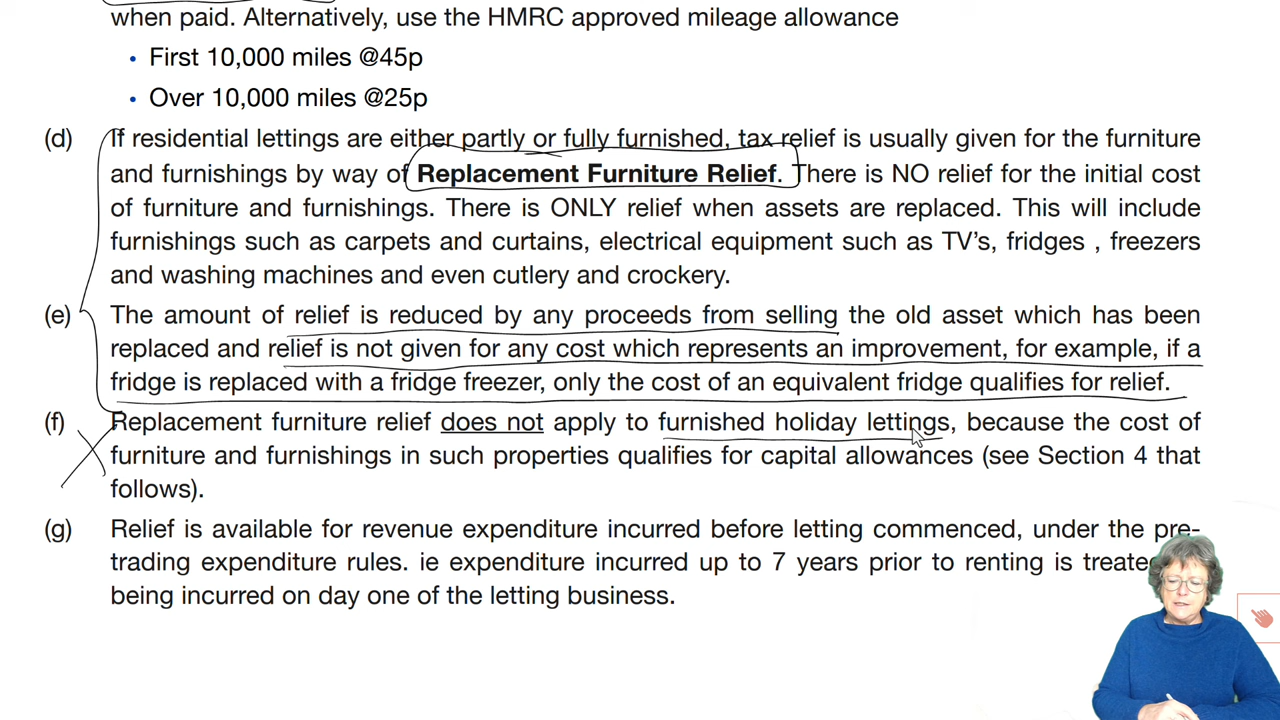 when paid. Alternatively, use the HMRC approved mileage allowance
• First 10,000 miles @45p
• Over 10,000 miles @25p
(d) If residential lettings are either partly or fully furnished, tax relief is usually given for the furniture
and furnishings by way of Replacement Furniture Relief. There is NO relief for the initial cost
of furniture and furnishings. There is ONLY relief when assets are replaced. This will include
furnishings such as carpets and curtains, electrical equipment such as TV's, fridges , freezers
and washing machines and even cutlery and crockery.
(e) The amount of relief is reduced by any proceeds from selling the old asset which has been
replaced and relief is not given for any cost which represents an improvement, for example, if a
fridge is replaced with a fridge freezer, only the cost of an equivalent fridge qualifies for relief.
(f) Replacement furniture relief does not apply to furnished holiday lettings, because the cost of
furniture and furnishings in such properties qualifies for capital allowances (see Section 4 that
follows).
(g) Relief is available for revenue expenditure incurred before letting commenced, under the pre-
trading expenditure rules. ie expenditure incurred up to 7 years prior to renting is treated
being incurred on day one of the letting business.